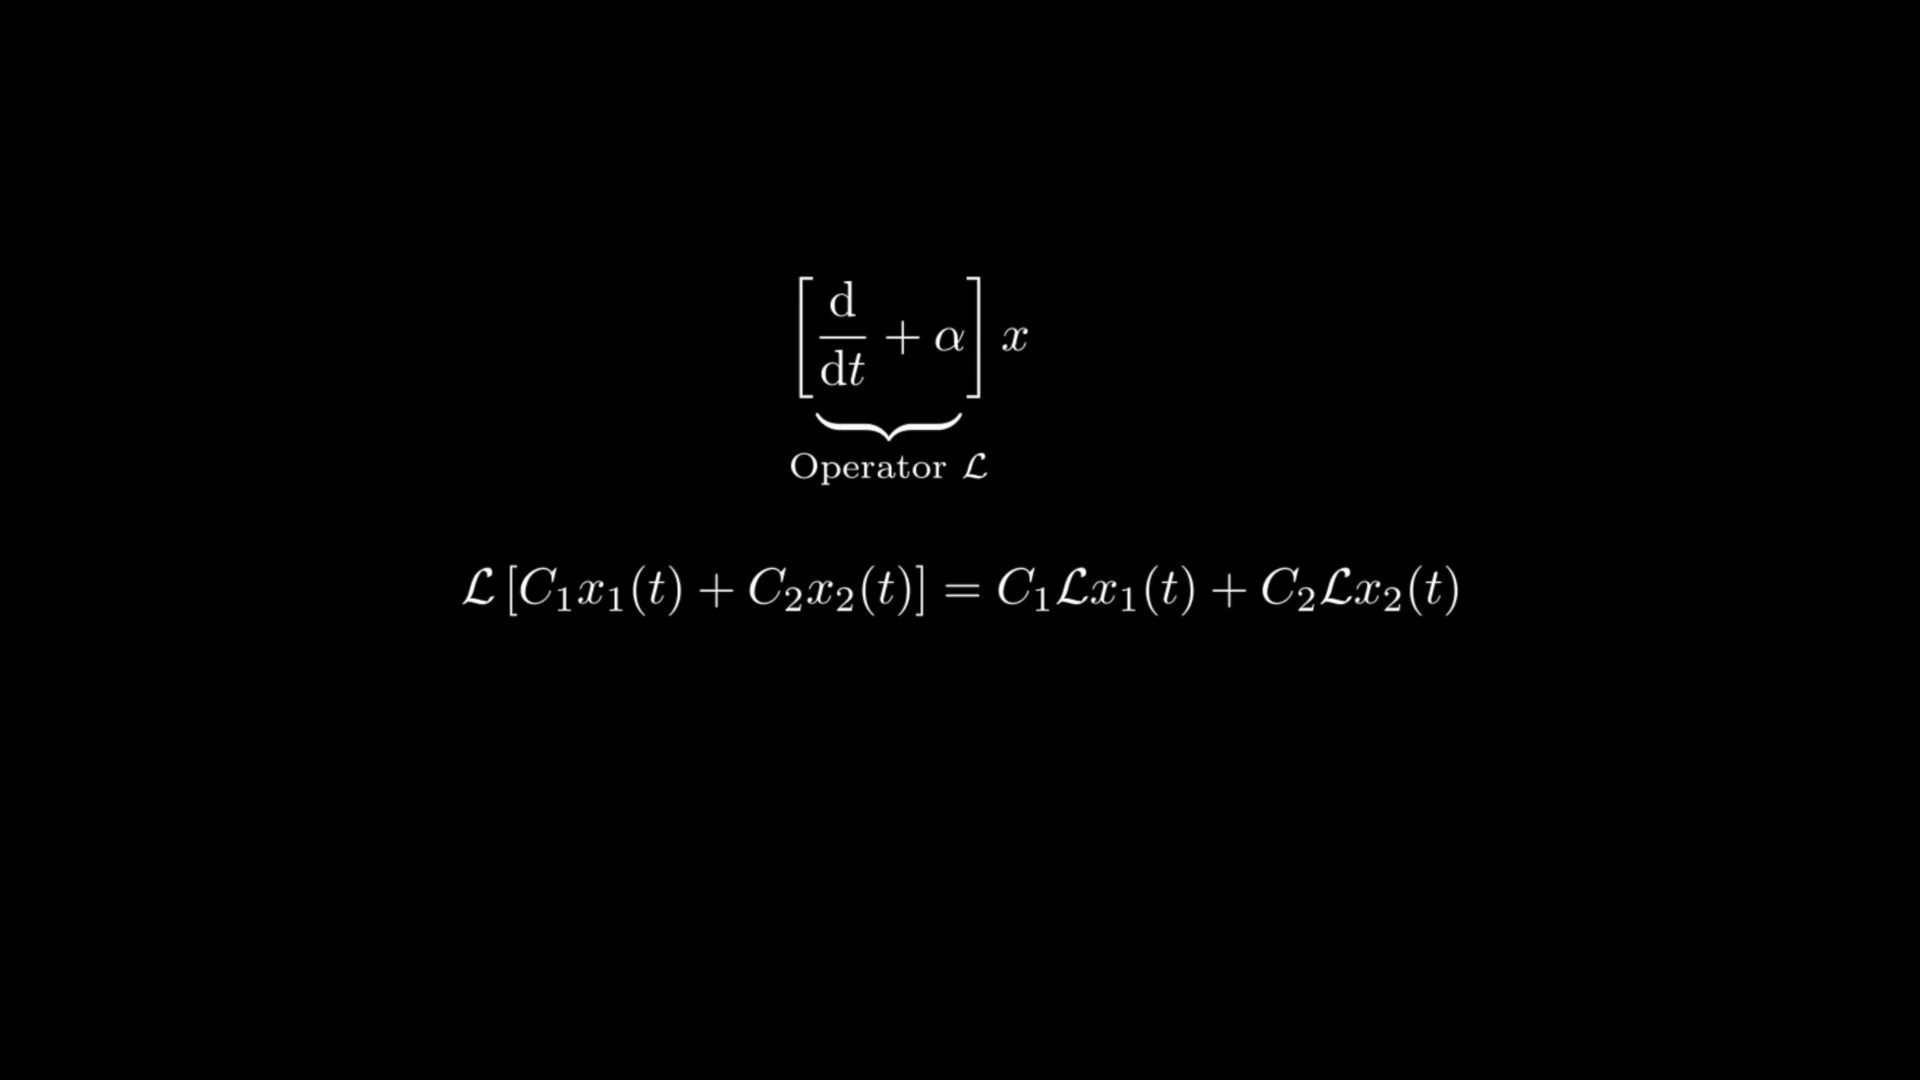 [d/dt + α] x
Operator ℒ
ℒ [C₁x₁(t) + C₂x₂(t)] = C₁ℒx₁(t) + C₂ℒx₂(t)